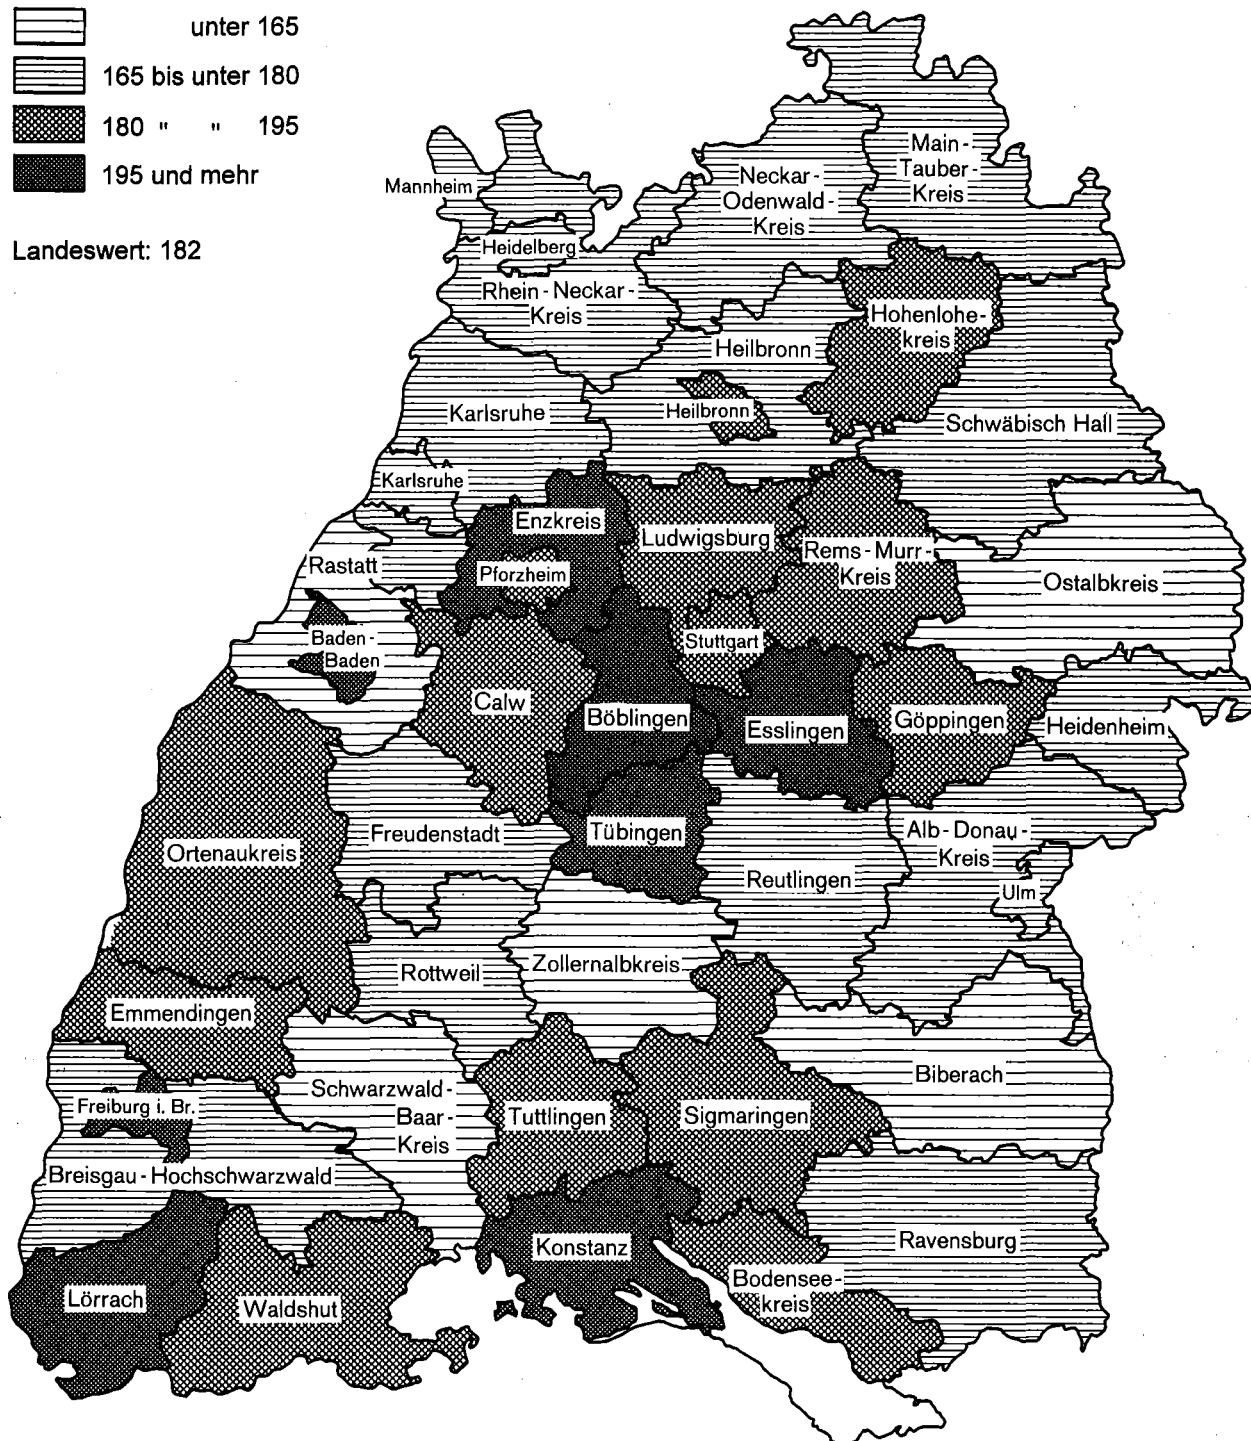 unter 165
165 bis unter 180
180 " " 195
195 und mehr
Landeswert: 182
Main-
Tauber-
Kreis
Neckar-
Odenwald-
Kreis
Mannheim
Heidelberg
Rhein-Neckar-
Kreis
Hohenlohe-
kreis
Heilbronn
Heilbronn
Karlsruhe
Schwäbisch Hall
Karlsruhe
Enzkreis
Ludwigsburg
Rems-Murr-
Kreis
Rastatt
Pforzheim
Ostalbkreis
Baden-
Baden
Stuttgart
Calw
Böblingen
Esslingen
Göppingen
Heidenheim
Freudenstadt
Tübingen
Alb-Donau-
Kreis
Ortenaukreis
Reutlingen
Ulm
Rottweil
Zollernalbkreis
Emmendingen
Schwarzwald-
Baar-
Kreis
Biberach
Freiburg i. Br.
Tuttlingen
Sigmaringen
Breisgau-Hochschwarzwald
Konstanz
Ravensburg
Lörrach
Waldshut
Bodensee-
kreis